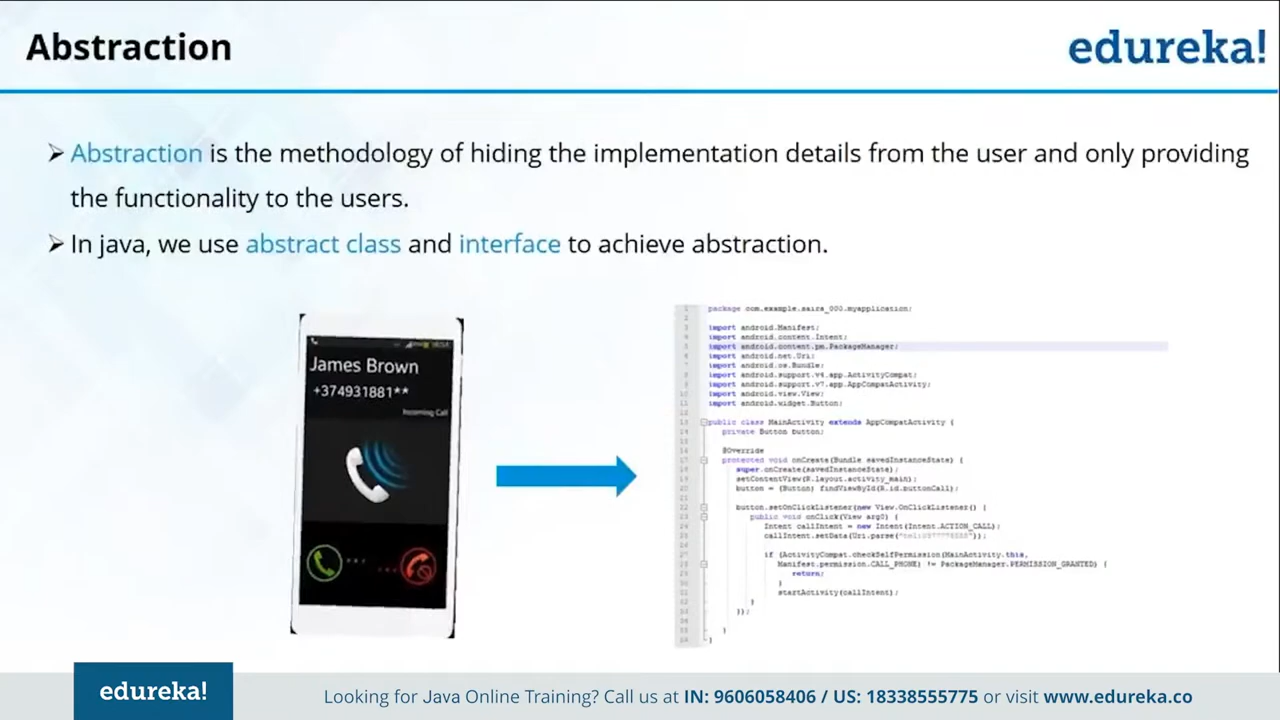 Abstraction
edureka!
➢ Abstraction is the methodology of hiding the implementation details from the user and only providing
the functionality to the users.
➢ In java, we use abstract class and interface to achieve abstraction.
James Brown
+374931881**
Incoming Call
package com.example.sairs_000.myapplication;
import android.Manifest;
import android.content.Intent;
import android.content.pm.PackageManager;
import android.net.Uri;
import android.os.Bundle;
import android.support.v4.app.ActivityCompat;
import android.support.v7.app.AppCompatActivity;
import android.view.View;
import android.widget.Button;
public class MainActivity extends AppCompatActivity {
private Button button;
@Override
protected void onCreate(Bundle savedInstanceState) {
super.onCreate(savedInstanceState);
setContentView(R.layout.activity_main);
button = (Button) findViewById(R.id.buttonCall);
button.setOnClickListener(new View.OnClickListener() {
public void onClick(View arg0) {
Intent callIntent = new Intent(Intent.ACTION_CALL);
callIntent.setData(Uri.parse(
if (ActivityCompat.checkSelfPermission(MainActivity.this,
Manifest.permission.CALL_PHONE) != PackageManager.PERMISSION_GRANTED) {
return;
}
startActivity(callIntent);
}
});
}
}
edureka!
Looking for Java Online Training? Call us at IN: 9606058406 / US: 18338555775 or visit www.edureka.co